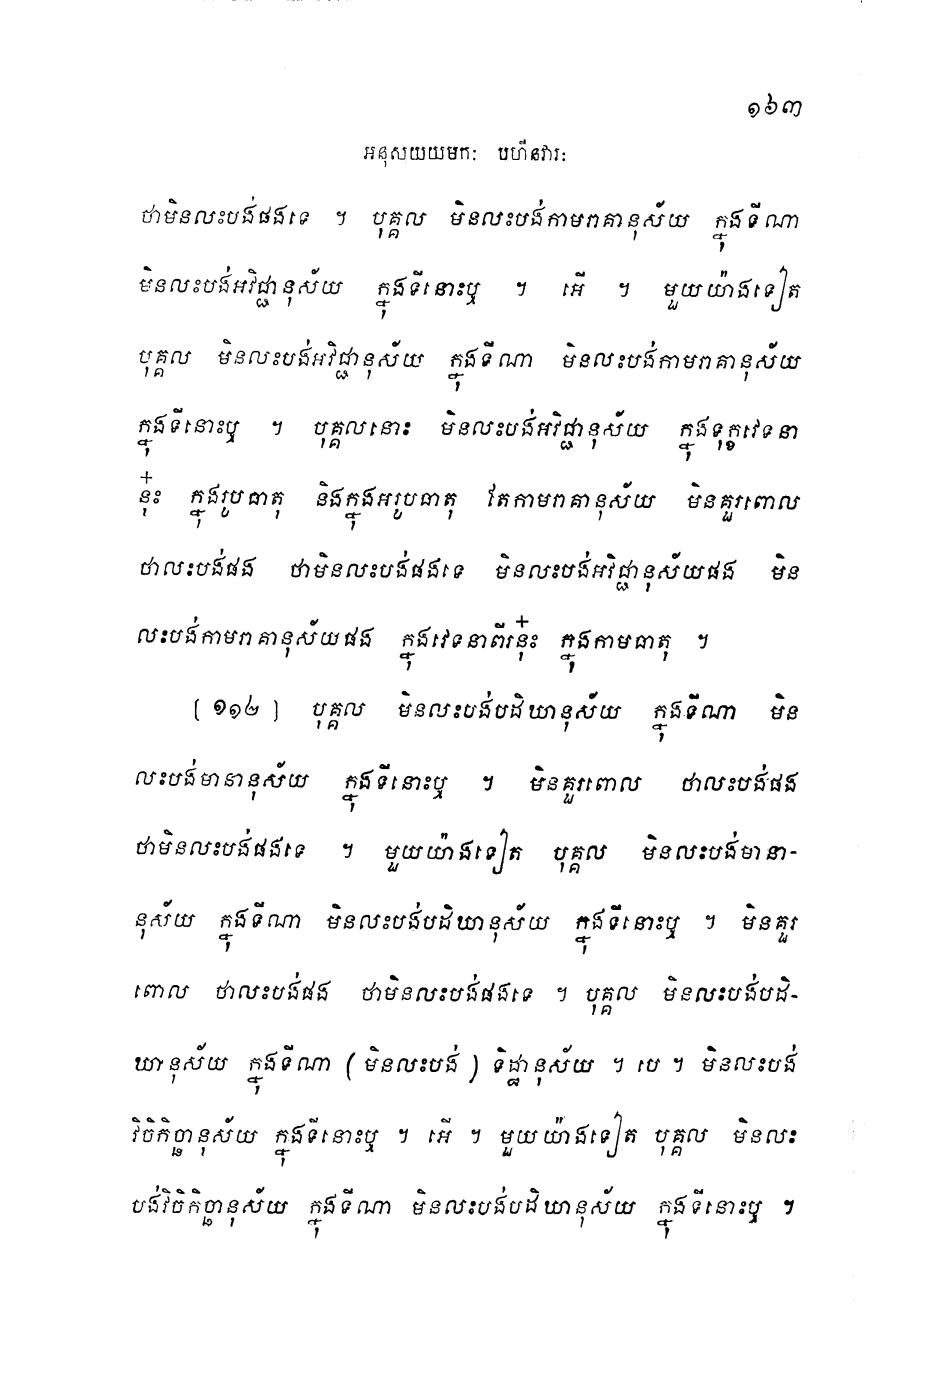 ១៦៣
អនុសយយមកៈ បហីនវារៈ
ថាមិនលះបង់ផងទេ ។ បុគ្គល មិនលះបង់កាមរាគានុស័យ ក្នុងទីណា
មិនលះបង់អវិជ្ជានុស័យ ក្នុងទីនោះឬ ។ អើ ។ មួយយ៉ាងទៀត
បុគ្គល មិនលះបង់អវិជ្ជានុស័យ ក្នុងទីណា មិនលះបង់កាមរាគានុស័យ
ក្នុងទីនោះឬ ។ បុគ្គលនោះ មិនលះបង់អវិជ្ជានុស័យ ក្នុងទុក្ខវេទនា
នុ៎ះ ក្នុងរូបធាតុ និងក្នុងអរូបធាតុ តែកាមរាគានុស័យ មិនគួរពោល
ថាលះបង់ផង ថាមិនលះបង់ផងទេ មិនលះបង់អវិជ្ជានុស័យផង មិន
លះបង់កាមរាគានុស័យផង ក្នុងវេទនាពីរនុ៎ះ ក្នុងកាមធាតុ ។
( ១១២ ) បុគ្គល មិនលះបង់បដិឃានុស័យ ក្នុងទីណា មិន
លះបង់មានានុស័យ ក្នុងទីនោះឬ ។ មិនគួរពោល ថាលះបង់ផង
ថាមិនលះបង់ផងទេ ។ មួយយ៉ាងទៀត បុគ្គល មិនលះបង់មានា-
នុស័យ ក្នុងទីណា មិនលះបង់បដិឃានុស័យ ក្នុងទីនោះឬ ។ មិនគួរ
ពោល ថាលះបង់ផង ថាមិនលះបង់ផងទេ ។ បុគ្គល មិនលះបង់បដិ-
ឃានុស័យ ក្នុងទីណា ( មិនលះបង់ ) ទិដ្ឋានុស័យ ។ បេ ។ មិនលះបង់
វិចិកិច្ឆានុស័យ ក្នុងទីនោះឬ ។ អើ ។ មួយយ៉ាងទៀត បុគ្គល មិនលះ
បង់វិចិកិច្ឆានុស័យ ក្នុងទីណា មិនលះបង់បដិឃានុស័យ ក្នុងទីនោះឬ ។